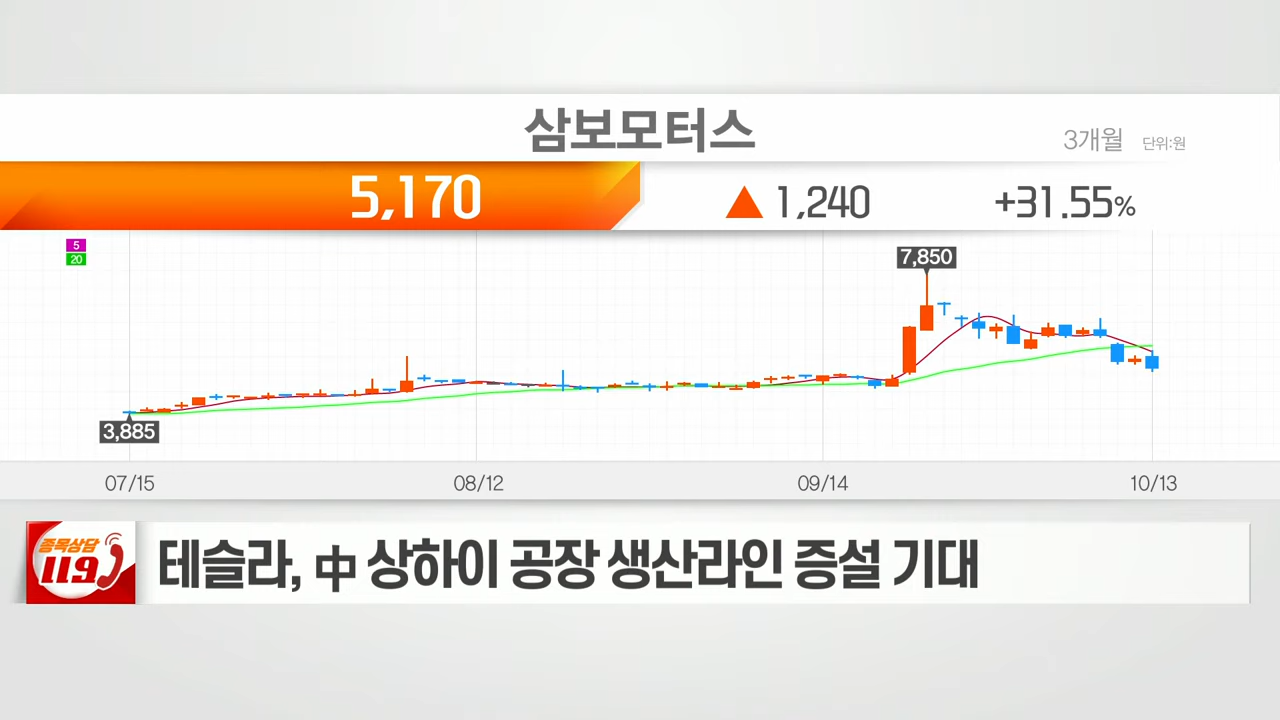 삼보모터스
3개월 단위:원
5,170 ▲ 1,240 +31.55%
5
20
7,850
3,885
07/15 08/12 09/14 10/13
종목상담
119
테슬라, 中 상하이 공장 생산라인 증설 기대